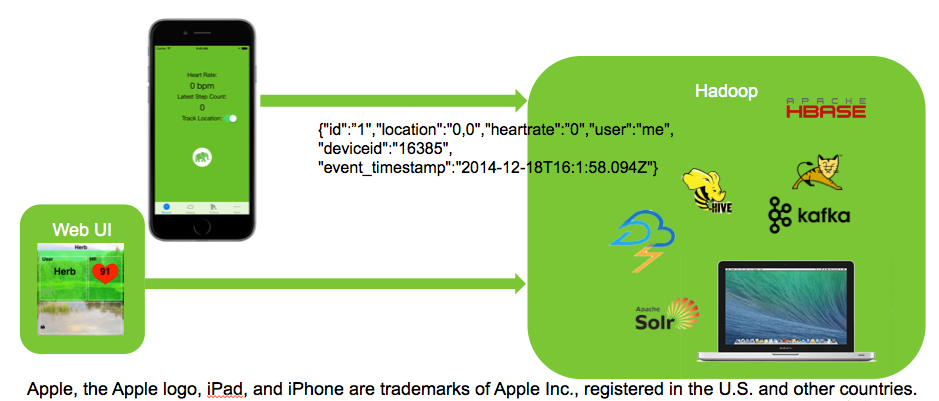 Heart Rate:
0 bpm
Latest Step Count:
0
Track Location:
{"id":”1","location":"0,0","heartrate":”0","user":"me",
"deviceid":"16385",
"event_timestamp":"2014-12-18T16:1:58.094Z"}
Hadoop
APACHE
HBASE
HIVE
kafka
Apache
Solr
Web UI
Herb
User
HR
Herb
91
Apple, the Apple logo, iPad, and iPhone are trademarks of Apple Inc., registered in the U.S. and other countries.